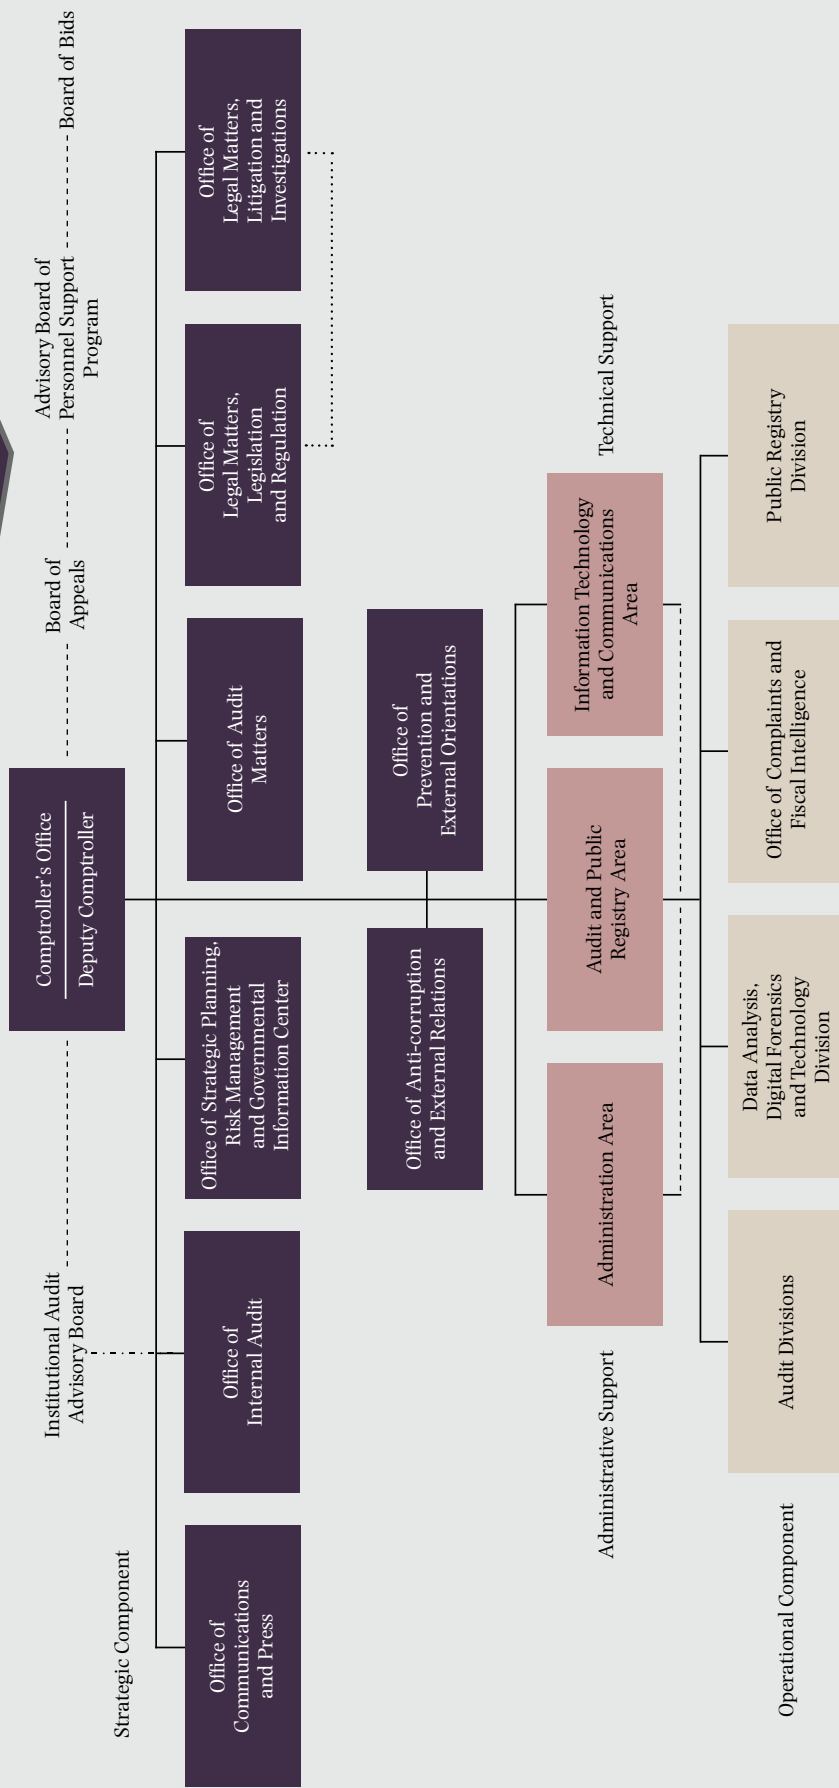 Comptroller's Office
Deputy Comptroller
Institutional Audit
Advisory Board
Board of
Appeals
Advisory Board of
Personnel Support
Program
Board of Bids
Strategic Component
Office of
Communications
and Press
Office of
Internal Audit
Office of Strategic Planning,
Risk Management
and Governmental
Information Center
Office of Audit
Matters
Office of
Legal Matters,
Legislation
and Regulation
Office of
Legal Matters,
Litigation and
Investigations
Office of Anti-corruption
and External Relations
Office of
Prevention and
External Orientations
Administrative Support
Administration Area
Audit and Public
Registry Area
Information Technology
and Communications
Area
Technical Support
Operational Component
Audit Divisions
Data Analysis,
Digital Forensics
and Technology
Division
Office of Complaints and
Fiscal Intelligence
Public Registry
Division